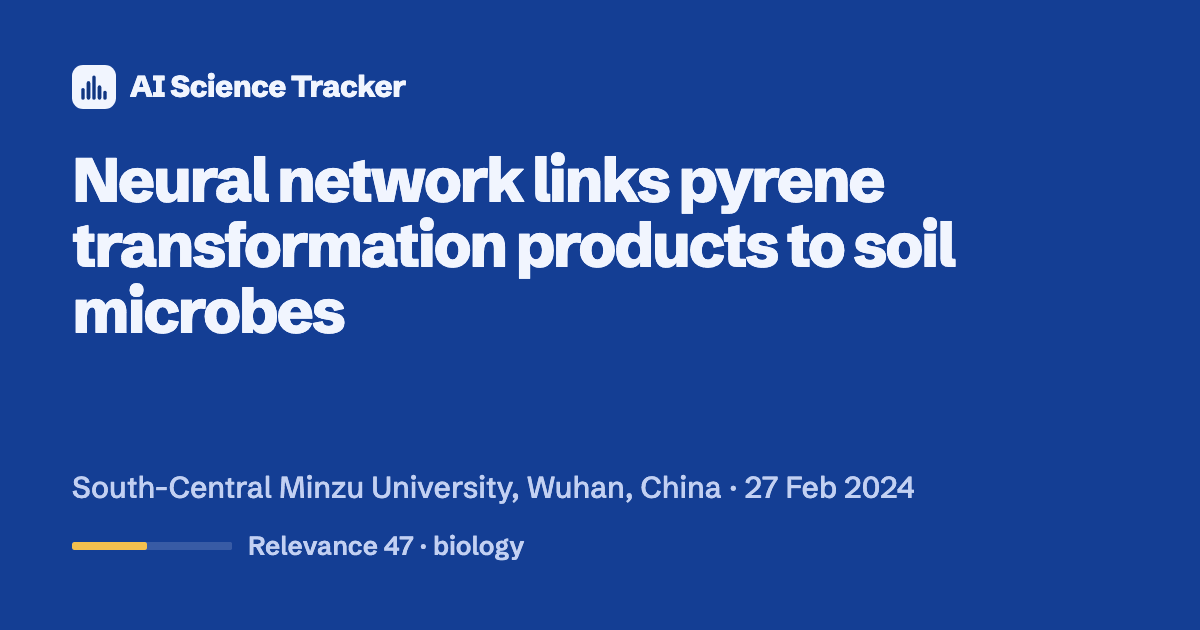 AI Science Tracker
Neural network links pyrene
transformation products to soil
microbes
South-Central Minzu University, Wuhan, China · 27 Feb 2024
Relevance 47 · biology